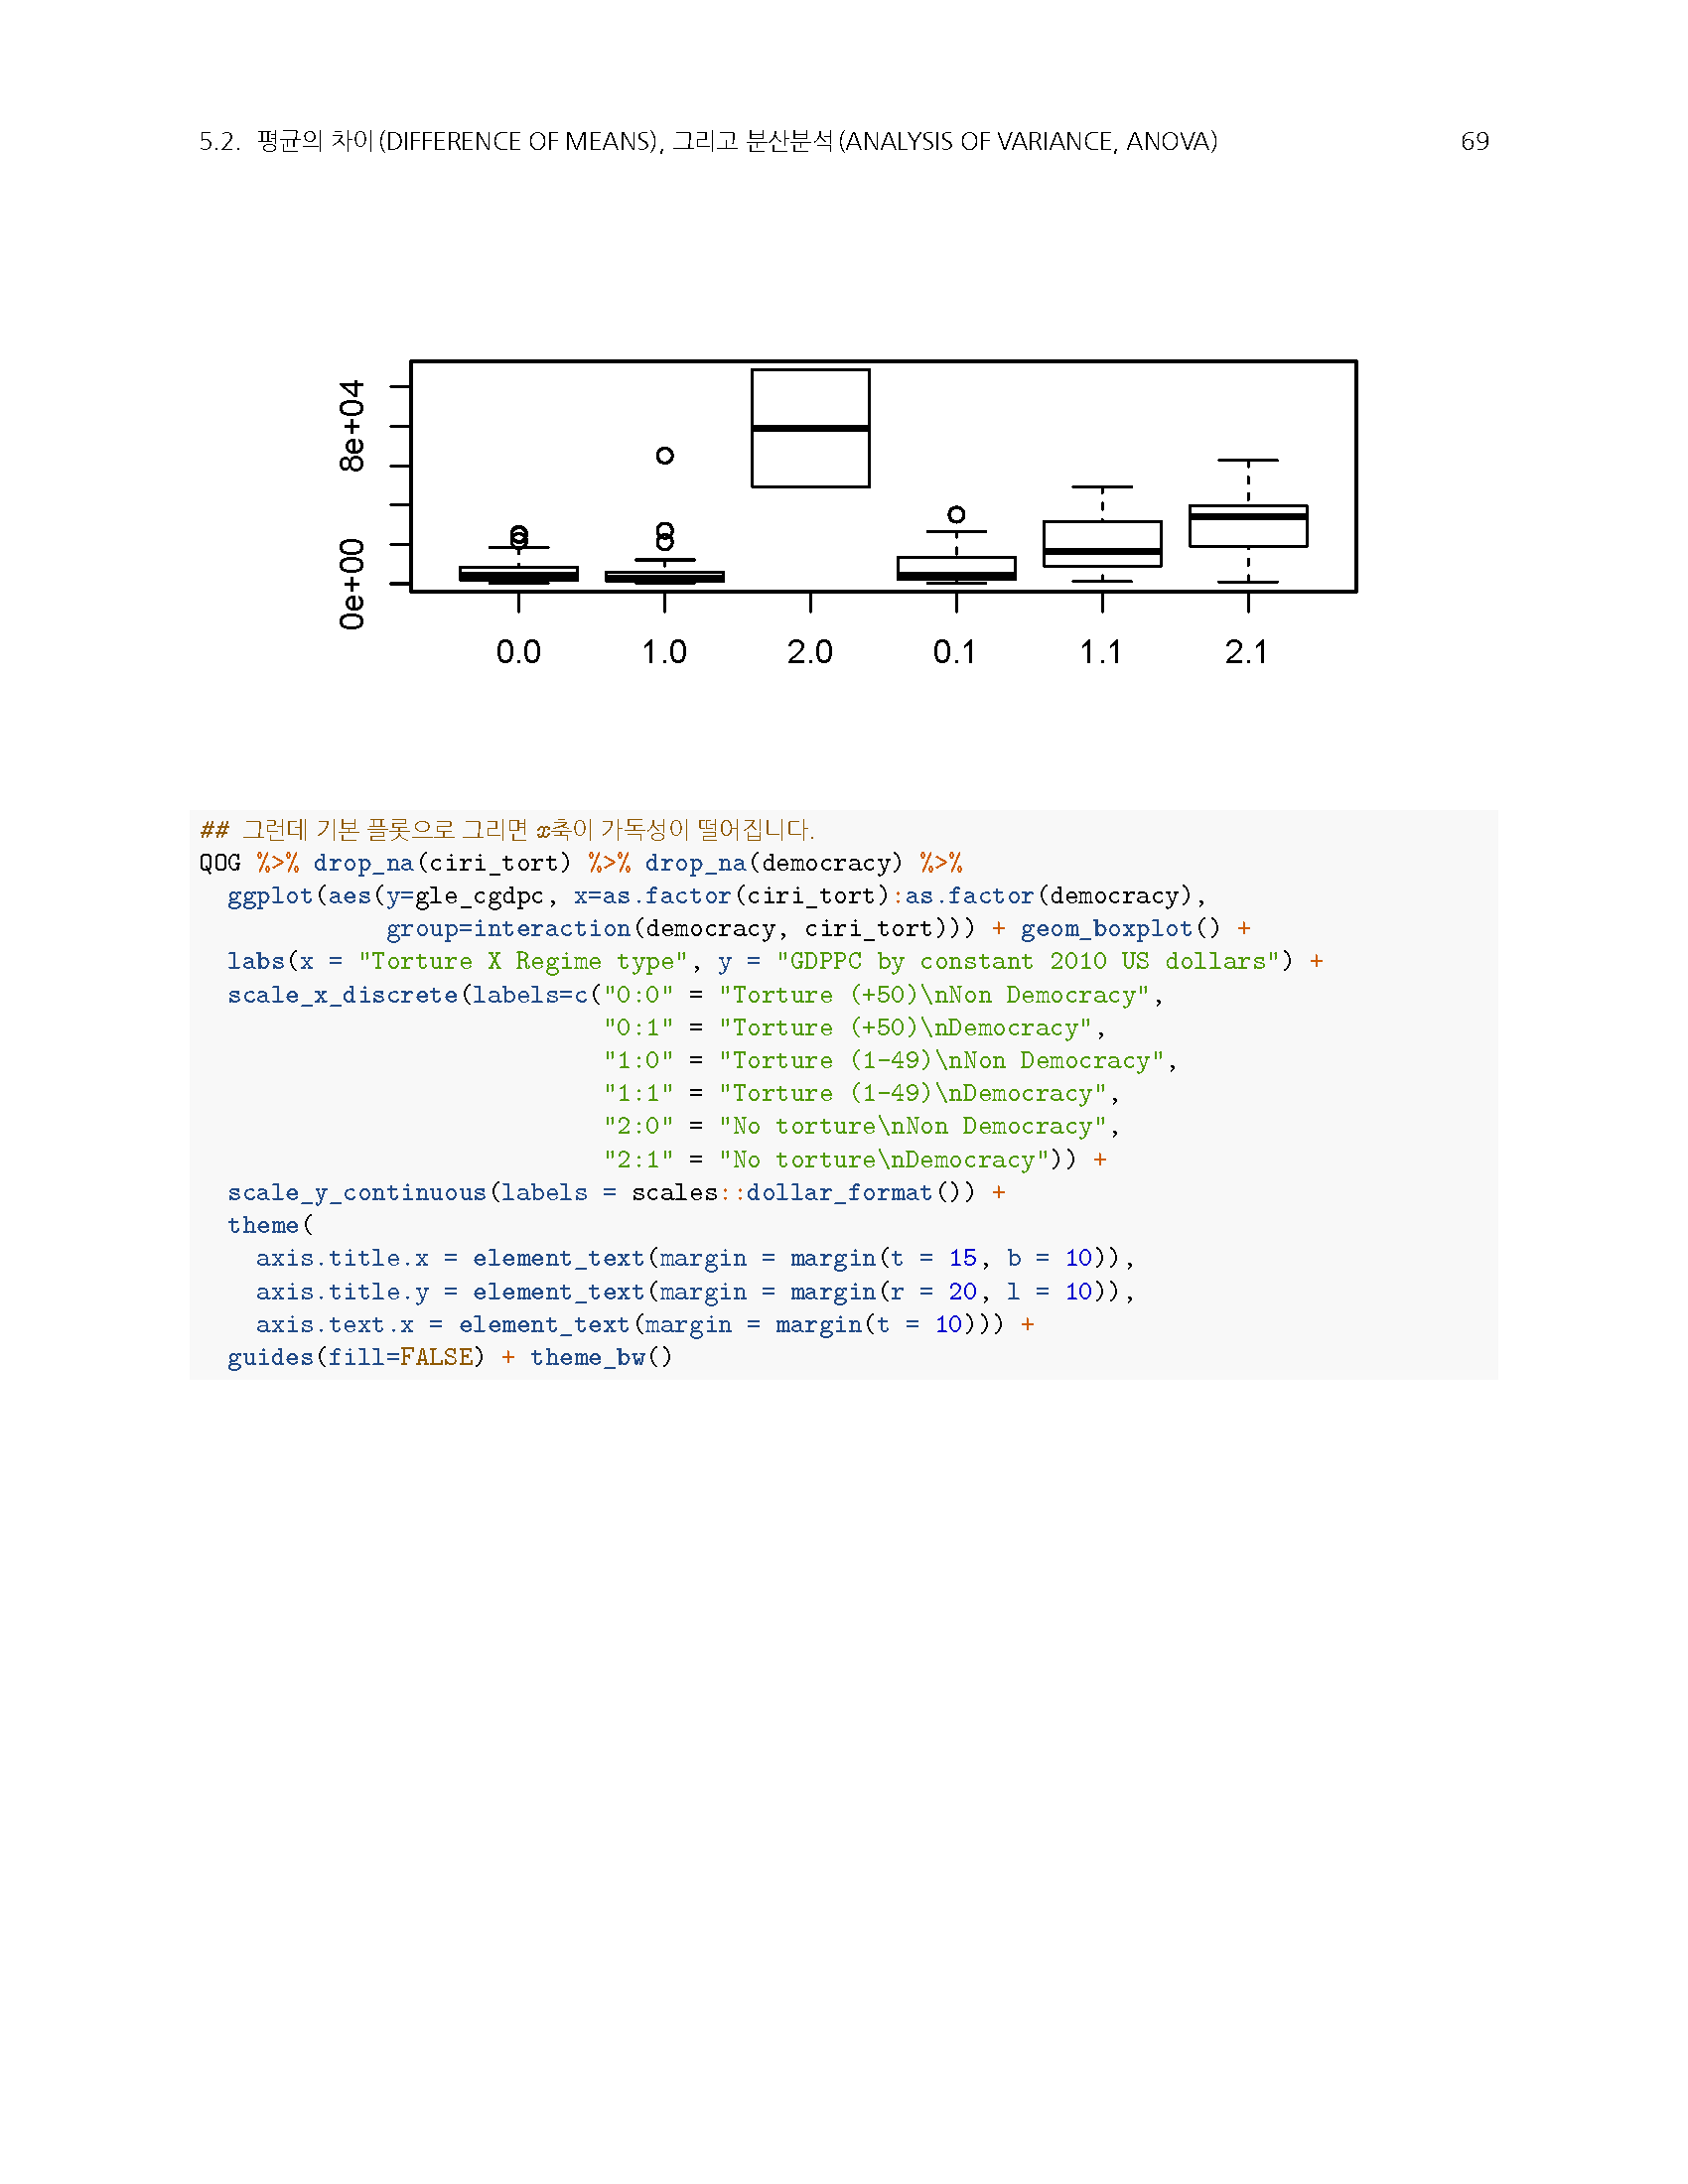 5.2. 평균의 차이(DIFFERENCE OF MEANS), 그리고 분산분석(ANALYSIS OF VARIANCE, ANOVA) 69
8e+04
0e+00
0.0 1.0 2.0 0.1 1.1 2.1
## 그런데 기본 플롯으로 그리면 x축이 가독성이 떨어집니다.
QOG %>% drop_na(ciri_tort) %>% drop_na(democracy) %>%
  ggplot(aes(y=gle_cgdpc, x=as.factor(ciri_tort):as.factor(democracy),
             group=interaction(democracy, ciri_tort))) + geom_boxplot() +
  labs(x = "Torture X Regime type", y = "GDPPC by constant 2010 US dollars") +
  scale_x_discrete(labels=c("0:0" = "Torture (+50)\nNon Democracy",
                            "0:1" = "Torture (+50)\nDemocracy",
                            "1:0" = "Torture (1-49)\nNon Democracy",
                            "1:1" = "Torture (1-49)\nDemocracy",
                            "2:0" = "No torture\nNon Democracy",
                            "2:1" = "No torture\nDemocracy")) +
  scale_y_continuous(labels = scales::dollar_format()) +
  theme(
    axis.title.x = element_text(margin = margin(t = 15, b = 10)),
    axis.title.y = element_text(margin = margin(r = 20, l = 10)),
    axis.text.x = element_text(margin = margin(t = 10))) +
  guides(fill=FALSE) + theme_bw()